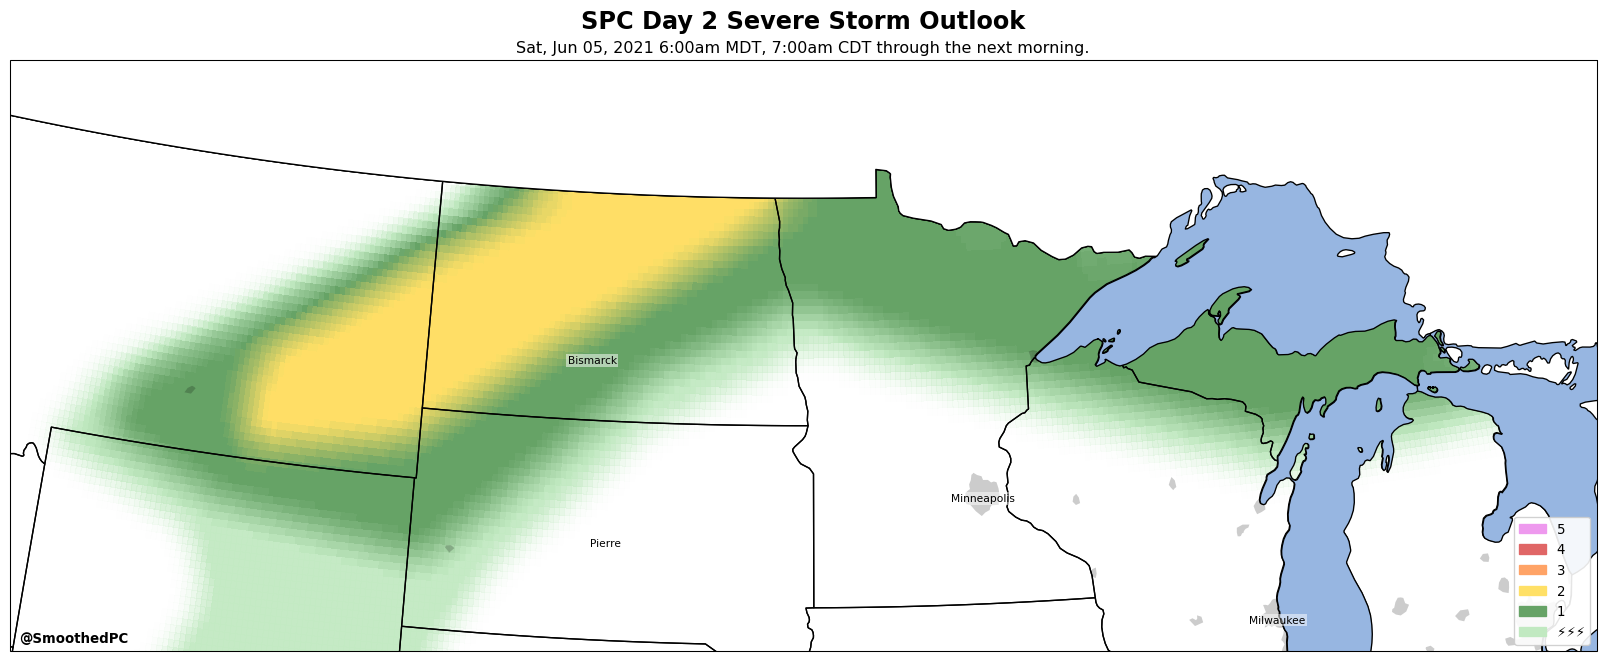 SPC Day 2 Severe Storm Outlook
Sat, Jun 05, 2021 6:00am MDT, 7:00am CDT through the next morning.
Bismarck
Minneapolis
Pierre
5
4
3
2
1
⚡⚡⚡
Milwaukee
@SmoothedPC